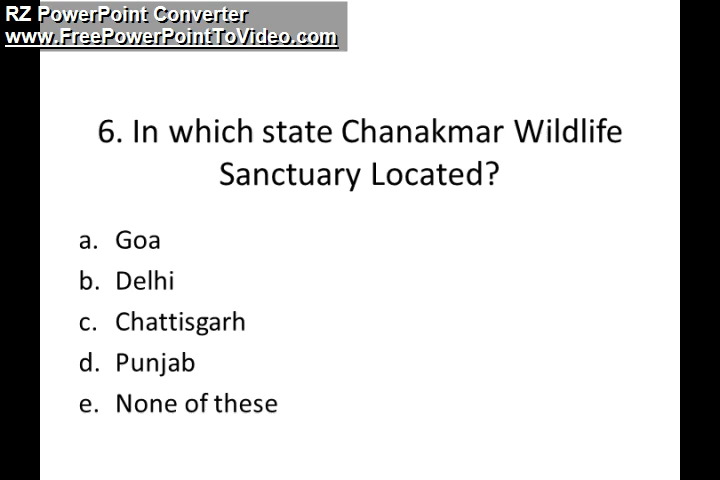 RZ PowerPoint Converter
www.FreePowerPointToVideo.com
6. In which state Chanakmar Wildlife
Sanctuary Located?
a. Goa
b. Delhi
c. Chattisgarh
d. Punjab
e. None of these